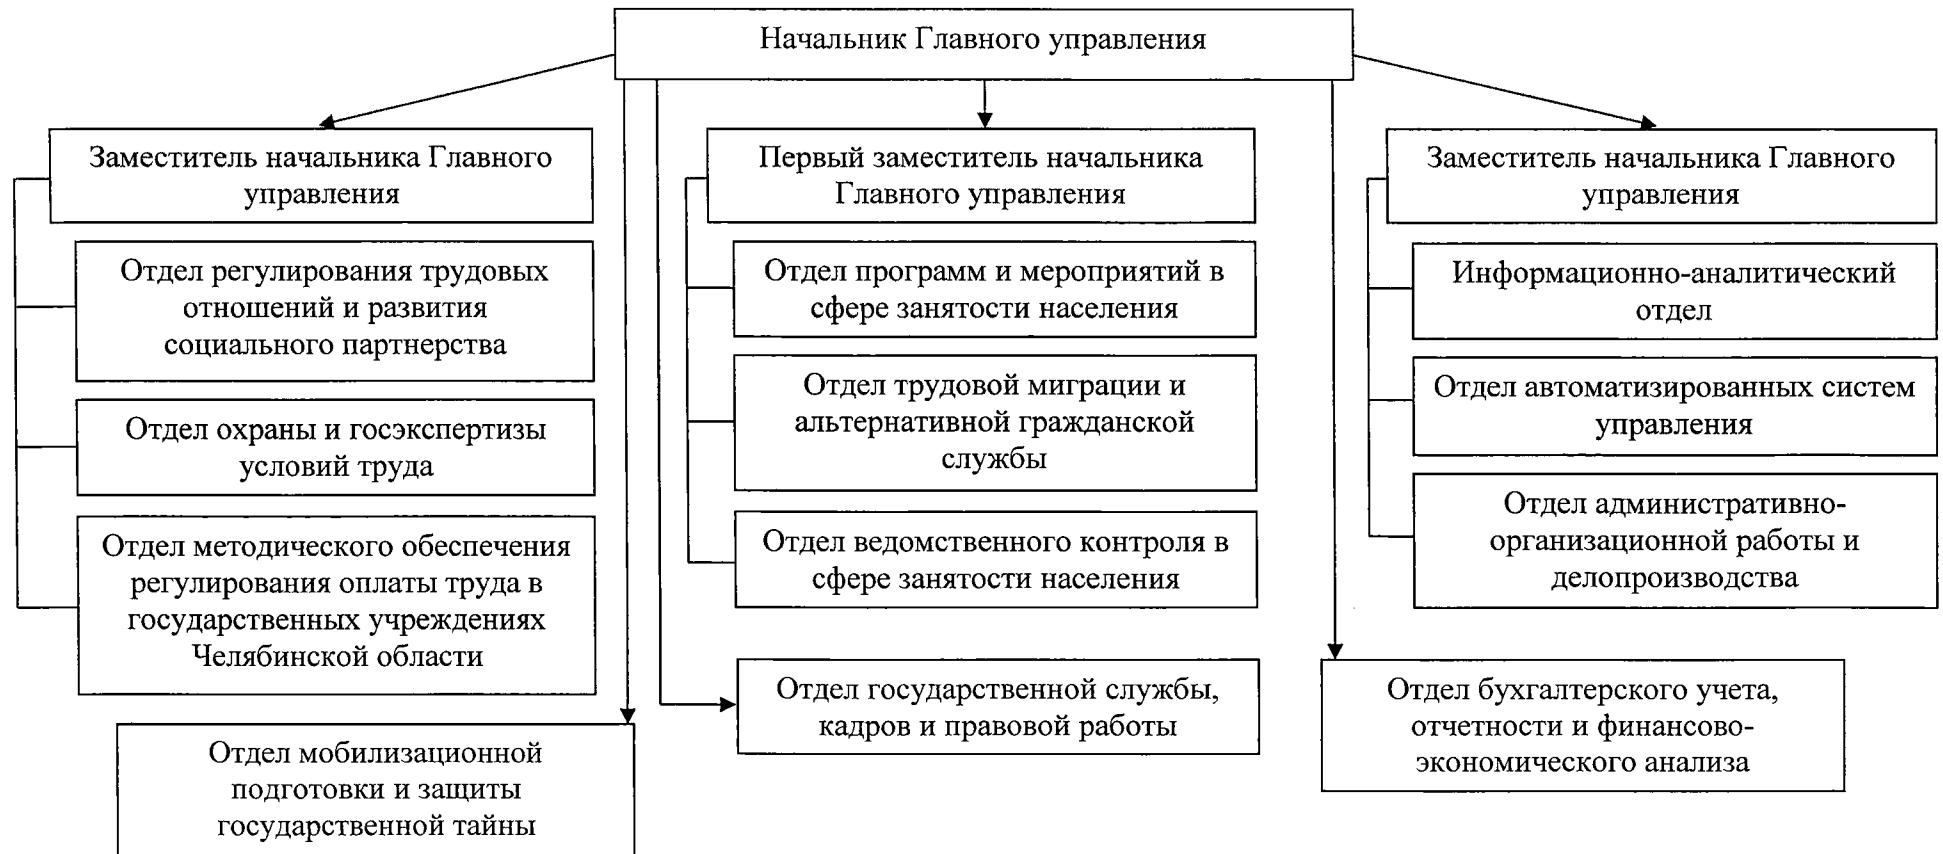 Начальник Главного управления
Заместитель начальника Главного
управления
Отдел регулирования трудовых
отношений и развития
социального партнерства
Отдел охраны и госэкспертизы
условий труда
Отдел методического обеспечения
регулирования оплаты труда в
государственных учреждениях
Челябинской области
Отдел мобилизационной
подготовки и защиты
государственной тайны
Первый заместитель начальника
Главного управления
Отдел программ и мероприятий в
сфере занятости населения
Отдел трудовой миграции и
альтернативной гражданской
службы
Отдел ведомственного контроля в
сфере занятости населения
Отдел государственной службы,
кадров и правовой работы
Заместитель начальника Главного
управления
Информационно-аналитический
отдел
Отдел автоматизированных систем
управления
Отдел административно-
организационной работы и
делопроизводства
Отдел бухгалтерского учета,
отчетности и финансово-
экономического анализа